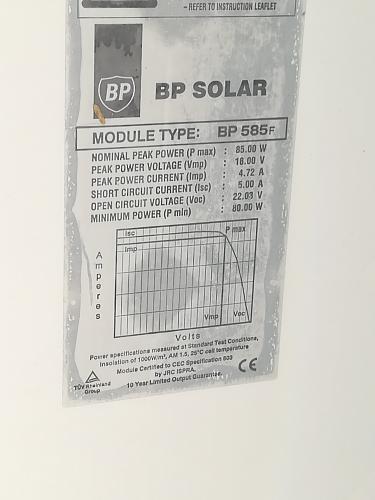 - REFER TO INSTRUCTION LEAFLET
BP
BP SOLAR
MODULE TYPE: BP 585F
NOMINAL PEAK POWER (P max) : 85.00 W
PEAK POWER VOLTAGE (Vmp) : 18.00 V
PEAK POWER CURRENT (Imp) : 4.72 A
SHORT CIRCUIT CURRENT (Isc) : 5.00 A
OPEN CIRCUIT VOLTAGE (Voc) : 22.03 V
MINIMUM POWER (P min) : 80.00 W
Isc
P max
Imp
Amperes
Vmp
Voc
Volts
Power specifications measured at Standard Test Conditions,
Insolation of 1000W/m², AM 1.5, 25°C cell temperature
Module Certified to CEC Specification 503
by JRC ISPRA.
10 Year Limited Output Guarantee.
TÜV Rheinland
Group
CE